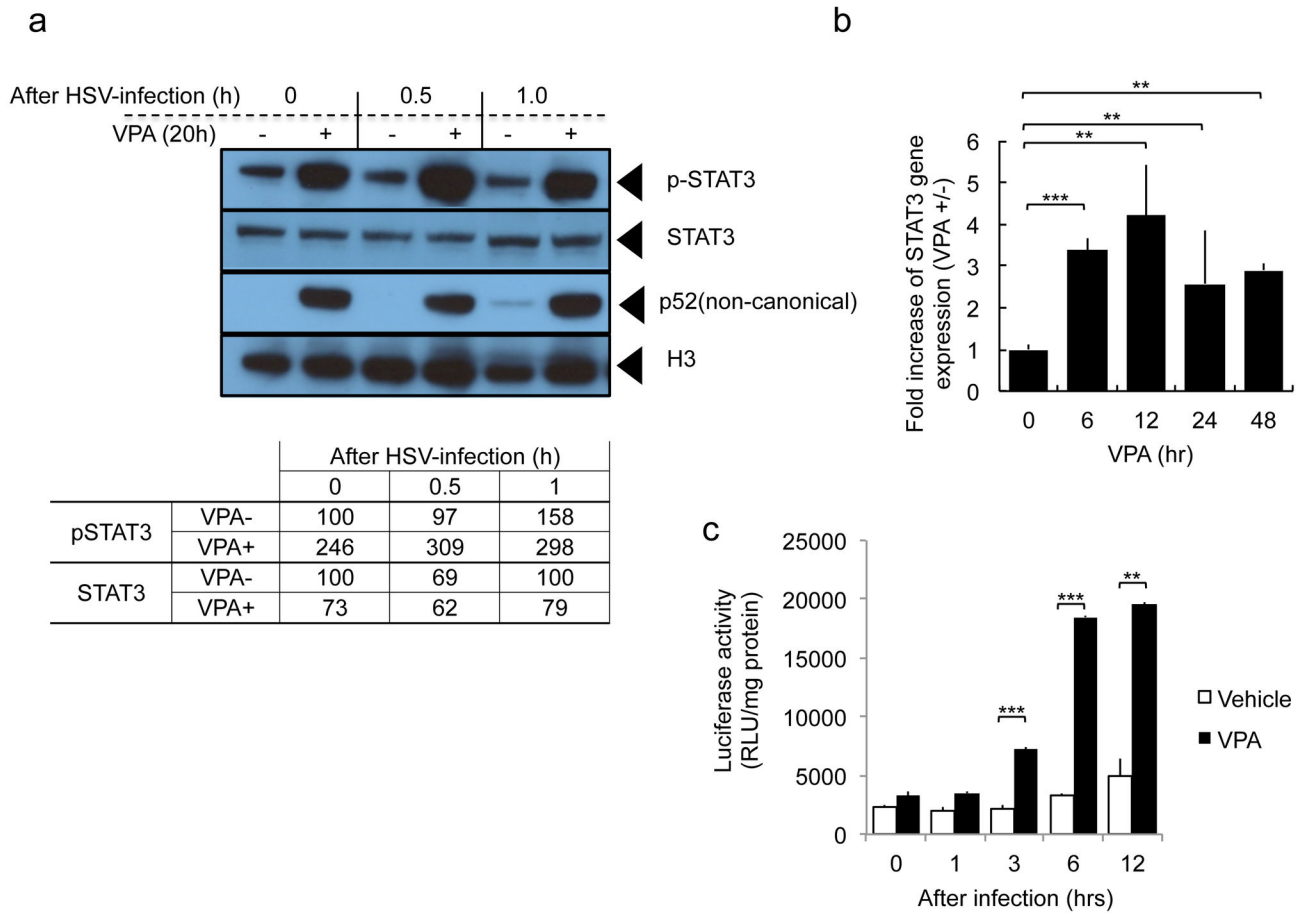 a
After HSV-infection (h) 0 0.5 1.0
VPA (20h) - + - + - +
p-STAT3
STAT3
p52(non-canonical)
H3
After HSV-infection (h)
0 0.5 1
pSTAT3 VPA- 100 97 158
VPA+ 246 309 298
STAT3 VPA- 100 69 100
VPA+ 73 62 79
b
**
**
**
***
Fold increase of STAT3 gene
expression (VPA +/-)
6
5
4
3
2
1
0
0 6 12 24 48
VPA (hr)
c
Luciferase activity
(RLU/mg protein)
25000
20000
15000
10000
5000
0
***
***
**
0 1 3 6 12
After infection (hrs)
Vehicle
VPA